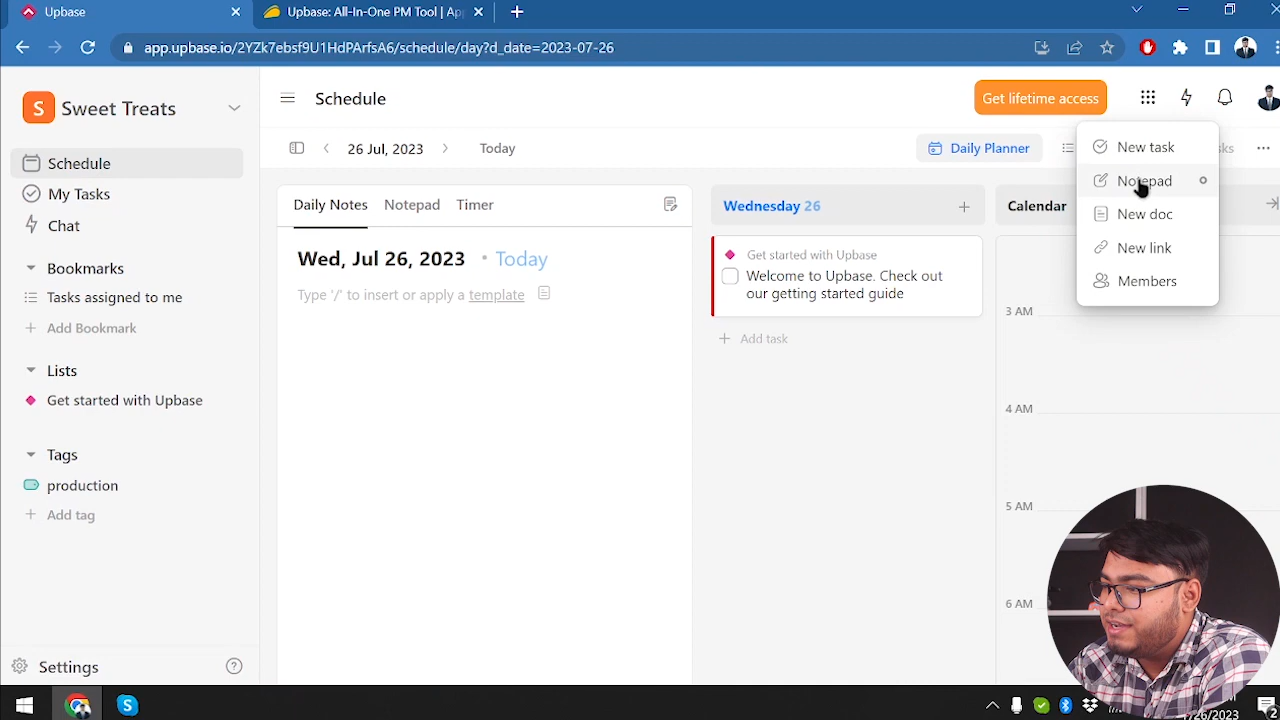 Upbase
Upbase: All-In-One PM Tool | Ap
app.upbase.io/2YZk7ebsf9U1HdPArfsA6/schedule/day?d_date=2023-07-26
S Sweet Treats
Schedule
My Tasks
Chat
Bookmarks
Tasks assigned to me
Add Bookmark
Lists
Get started with Upbase
Tags
production
Add tag
Settings
Schedule
Get lifetime access
26 Jul, 2023
Today
Daily Planner
Daily Notes Notepad Timer
Wed, Jul 26, 2023 • Today
Type '/' to insert or apply a template
Wednesday 26
Get started with Upbase
Welcome to Upbase. Check out
our getting started guide
Add task
Calendar
3 AM
4 AM
5 AM
6 AM
New task
Notepad
New doc
New link
Members
/26/2023
2